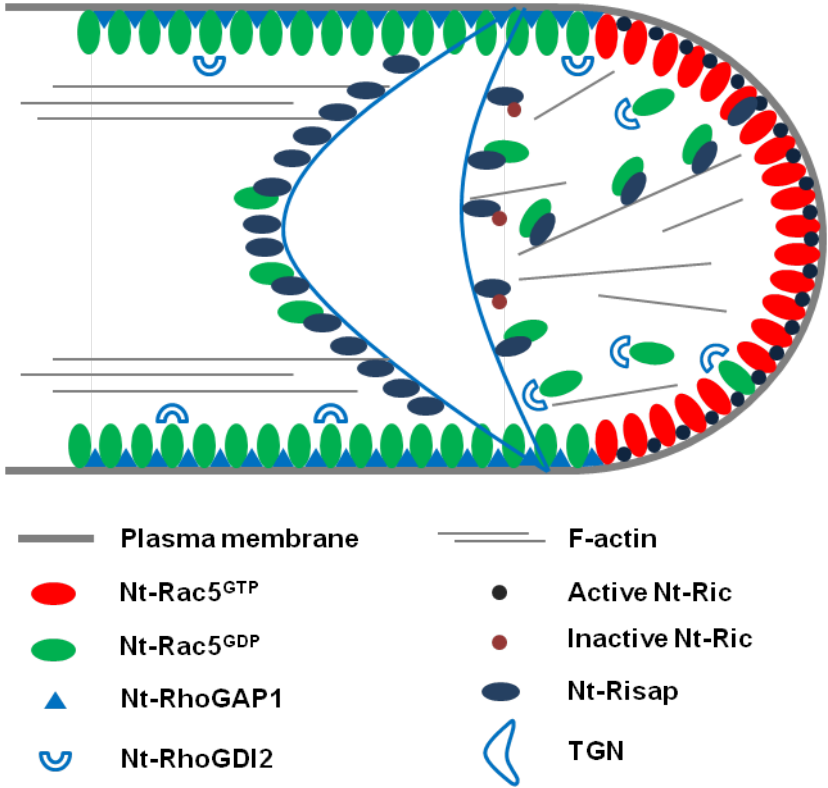 Plasma membrane
F-actin
Nt-Rac5GTP
Active Nt-Ric
Nt-Rac5GDP
Inactive Nt-Ric
Nt-RhoGAP1
Nt-Risap
Nt-RhoGDI2
TGN